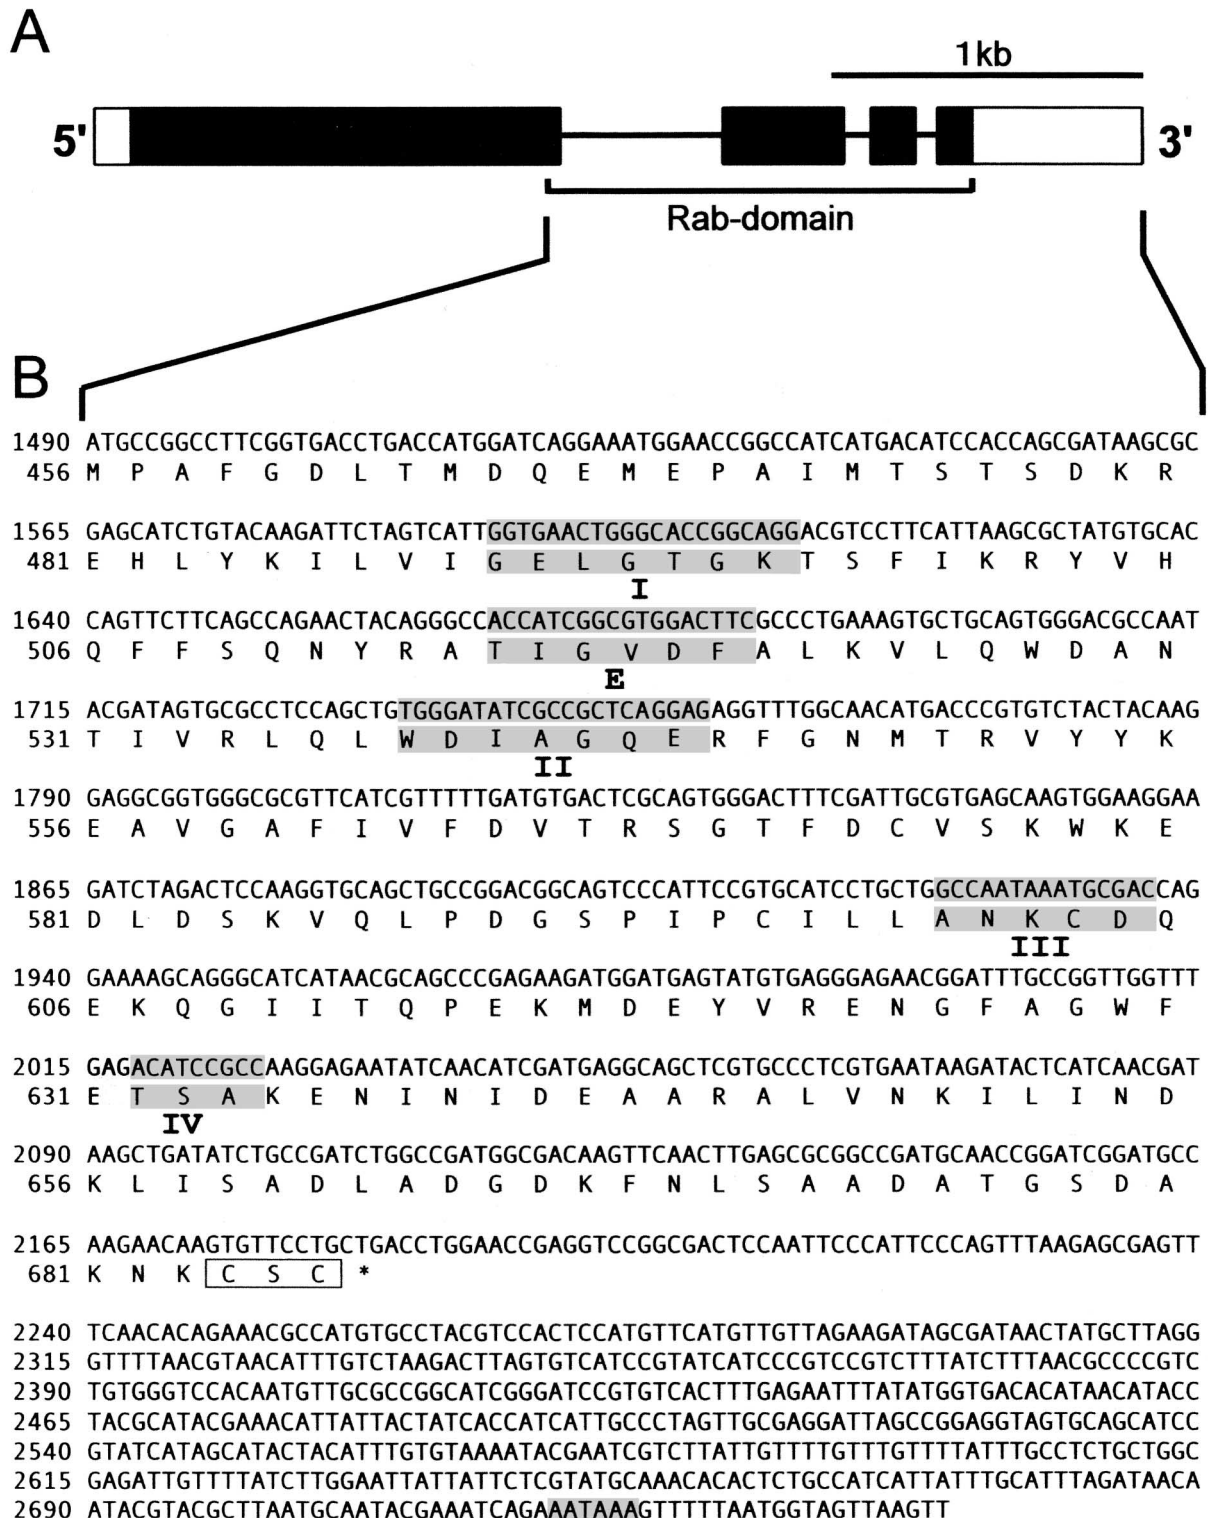 A
1kb
5' 3'
Rab-domain
B
1490 ATGCCGGCCTTCGGTGACCTGACCATGGATCAGGAAATGGAACCGGCCATCATGACATCCACCAGCGATAAGCGC
456 M P A F G D L T M D Q E M E P A I M T S T S D K R
1565 GAGCATCTGTACAAGATTCTAGTCATTGGTGAACTGGGCACCGGCAGGACGTCCTTCATTAAGCGCTATGTGCAC
481 E H L Y K I L V I G E L G T G K T S F I K R Y V H
I
1640 CAGTTCTTCAGCCAGAACTACAGGGCCACCATCGGCGTGGACTTCGCCCTGAAAGTGCTGCAGTGGGACGCCAAT
506 Q F F S Q N Y R A T I G V D F A L K V L Q W D A N
E
1715 ACGATAGTGCGCCTCCAGCTGTGGGATATCGCCGCTCAGGAGAGGTTTGGCAACATGACCCGTGTCTACTACAAG
531 T I V R L Q L W D I A G Q E R F G N M T R V Y Y K
II
1790 GAGGCGGTGGGCGCGTTCATCGTTTTTGATGTGACTCGCAGTGGGACTTTCGATTGCGTGAGCAAGTGGAAGGAA
556 E A V G A F I V F D V T R S G T F D C V S K W K E
1865 GATCTAGACTCCAAGGTGCAGCTGCCGGACGGCAGTCCCATTCCGTGCATCCTGCTGGCCAATAAATGCGACCAG
581 D L D S K V Q L P D G S P I P C I L L A N K C D Q
III
1940 GAAAAGCAGGGCATCATAACGCAGCCCGAGAAGATGGATGAGTATGTGAGGGAGAACGGATTTGCCGGTTGGTTT
606 E K Q G I I T Q P E K M D E Y V R E N G F A G W F
2015 GAGACATCCGCCAAGGAGAATATCAACATCGATGAGGCAGCTCGTGCCCTCGTGAATAAGATACTCATCAACGAT
631 E T S A K E N I N I D E A A R A L V N K I L I N D
IV
2090 AAGCTGATATCTGCCGATCTGGCCGATGGCGACAAGTTCAACTTGAGCGCGGCCGATGCAACCGGATCGGATGCC
656 K L I S A D L A D G D K F N L S A A D A T G S D A
2165 AAGAACAAGTGTTCCTGCTGACCTGGAACCGAGGTCCGGCGACTCCAATTCCCATTCCCAGTTTAAGAGCGAGTT
681 K N K C S C *
2240 TCAACACAGAAACGCCATGTGCCTACGTCCACTCCATGTTCATGTTGTTAGAAGATAGCGATAACTATGCTTAGG
2315 GTTTTAACGTAACATTTGTCTAAGACTTAGTGTCATCCGTATCATCCCGTCCGTCTTTATCTTTAACGCCCCGTC
2390 TGTGGGTCCACAATGTTGCGCCGGCATCGGGATCCGTGTCACTTTGAGAATTTATATGGTGACACATAACATACC
2465 TACGCATACGAAACATTATTACTATCACCATCATTGCCCTAGTTGCGAGGATTAGCCGGAGGTAGTGCAGCATCC
2540 GTATCATAGCATACTACATTTGTGTAAAATACGAATCGTCTTATTGTTTTGTTTGTTTTATTTGCCTCTGCTGGC
2615 GAGATTGTTTTATCTTGGAATTATTATTCTCGTATGCAAACACACTCTGCCATCATTATTTGCATTTAGATAACA
2690 ATACGTACGCTTAATGCAATACGAAATCAGAAATAAAGTTTTTAATGGTAGTTAAGTT